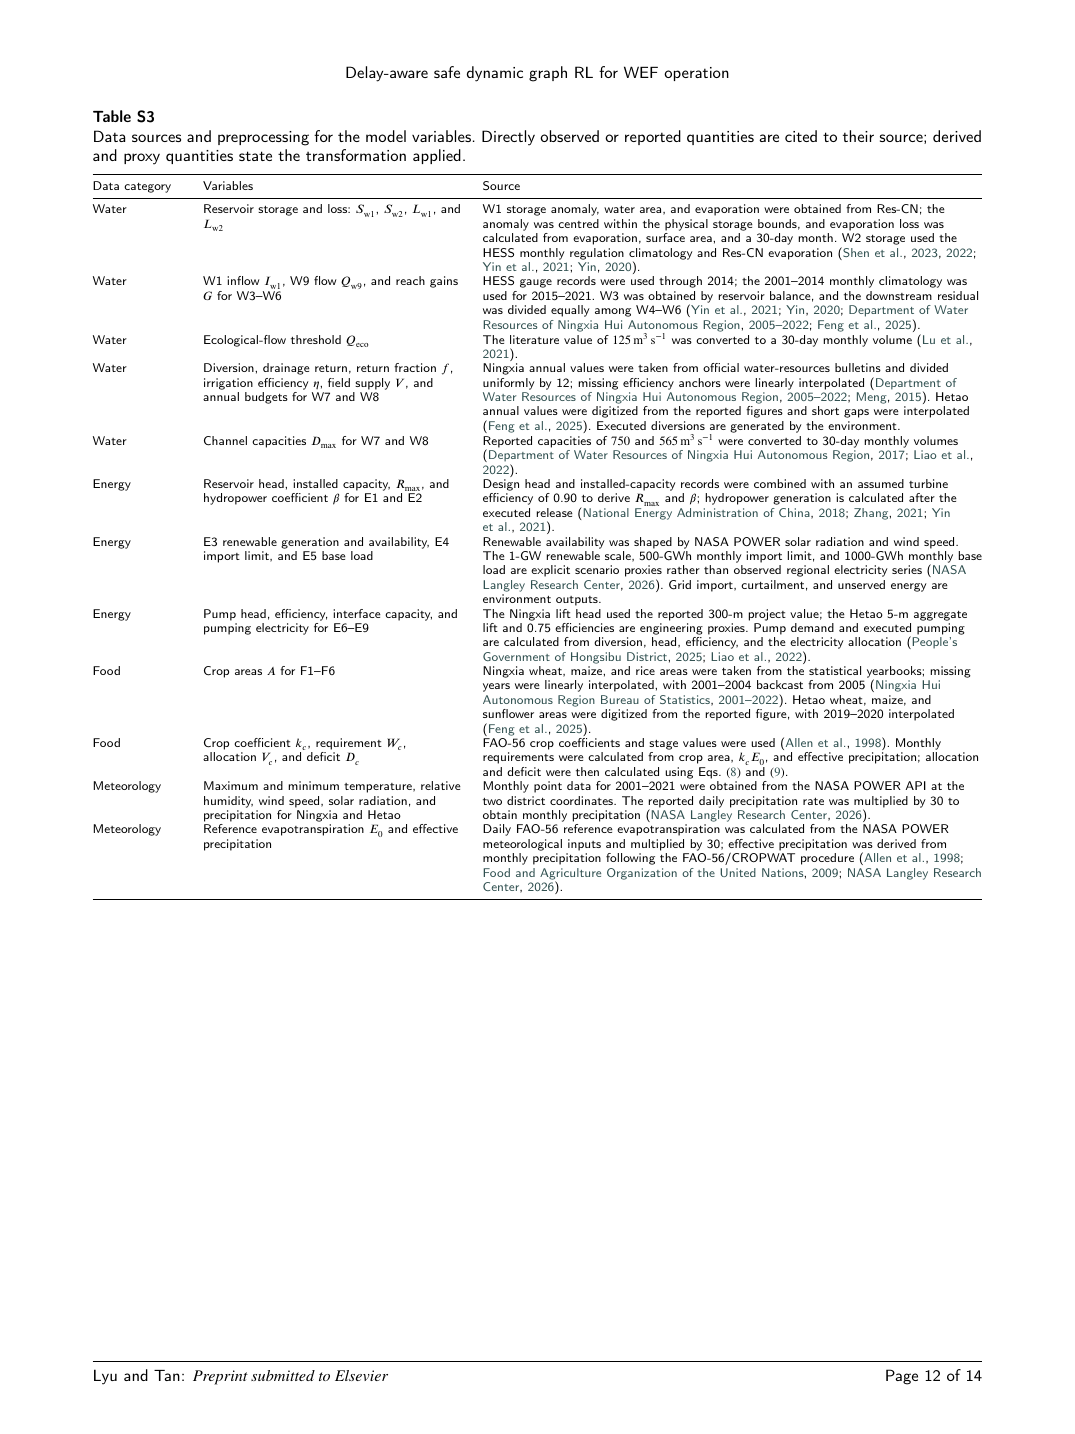 Delay-aware safe dynamic graph RL for WEF operation
Table S3
Data sources and preprocessing for the model variables. Directly observed or reported quantities are cited to their source; derived
and proxy quantities state the transformation applied.
Data category Variables Source
Water Reservoir storage and loss: S_w1, S_w2, L_w1, and W1 storage anomaly, water area, and evaporation were obtained from Res-CN; the
L_w2 anomaly was centred within the physical storage bounds, and evaporation loss was
calculated from evaporation, surface area, and a 30-day month. W2 storage used the
HESS monthly regulation climatology and Res-CN evaporation (Shen et al., 2023, 2022;
Yin et al., 2021; Yin, 2020).
Water W1 inflow I_w1, W9 flow Q_w9, and reach gains HESS gauge records were used through 2014; the 2001–2014 monthly climatology was
G for W3–W6 used for 2015–2021. W3 was obtained by reservoir balance, and the downstream residual
was divided equally among W4–W6 (Yin et al., 2021; Yin, 2020; Department of Water
Resources of Ningxia Hui Autonomous Region, 2005–2022; Feng et al., 2025).
Water Ecological-flow threshold Q_eco The literature value of 125 m³ s⁻¹ was converted to a 30-day monthly volume (Lu et al.,
2021).
Water Diversion, drainage return, return fraction f, Ningxia annual values were taken from official water-resources bulletins and divided
irrigation efficiency η, field supply V, and uniformly by 12; missing efficiency anchors were linearly interpolated (Department of
annual budgets for W7 and W8 Water Resources of Ningxia Hui Autonomous Region, 2005–2022; Meng, 2015). Hetao
annual values were digitized from the reported figures and short gaps were interpolated
(Feng et al., 2025). Executed diversions are generated by the environment.
Water Channel capacities D_max for W7 and W8 Reported capacities of 750 and 565 m³ s⁻¹ were converted to 30-day monthly volumes
(Department of Water Resources of Ningxia Hui Autonomous Region, 2017; Liao et al.,
2022).
Energy Reservoir head, installed capacity, R_max, and Design head and installed-capacity records were combined with an assumed turbine
hydropower coefficient β for E1 and E2 efficiency of 0.90 to derive R_max and β; hydropower generation is calculated after the
executed release (National Energy Administration of China, 2018; Zhang, 2021; Yin
et al., 2021).
Energy E3 renewable generation and availability, E4 Renewable availability was shaped by NASA POWER solar radiation and wind speed.
import limit, and E5 base load The 1-GW renewable scale, 500-GWh monthly import limit, and 1000-GWh monthly base
load are explicit scenario proxies rather than observed regional electricity series (NASA
Langley Research Center, 2026). Grid import, curtailment, and unserved energy are
environment outputs.
Energy Pump head, efficiency, interface capacity, and The Ningxia lift head used the reported 300-m project value; the Hetao 5-m aggregate
pumping electricity for E6–E9 lift and 0.75 efficiencies are engineering proxies. Pump demand and executed pumping
are calculated from diversion, head, efficiency, and the electricity allocation (People's
Government of Hongsibu District, 2025; Liao et al., 2022).
Food Crop areas A for F1–F6 Ningxia wheat, maize, and rice areas were taken from the statistical yearbooks; missing
years were linearly interpolated, with 2001–2004 backcast from 2005 (Ningxia Hui
Autonomous Region Bureau of Statistics, 2001–2022). Hetao wheat, maize, and
sunflower areas were digitized from the reported figure, with 2019–2020 interpolated
(Feng et al., 2025).
Food Crop coefficient k_c, requirement W_c, FAO-56 crop coefficients and stage values were used (Allen et al., 1998). Monthly
allocation V_c, and deficit D_c requirements were calculated from crop area, k_cE_0, and effective precipitation; allocation
and deficit were then calculated using Eqs. (8) and (9).
Meteorology Maximum and minimum temperature, relative Monthly point data for 2001–2021 were obtained from the NASA POWER API at the
humidity, wind speed, solar radiation, and two district coordinates. The reported daily precipitation rate was multiplied by 30 to
precipitation for Ningxia and Hetao obtain monthly precipitation (NASA Langley Research Center, 2026).
Meteorology Reference evapotranspiration E_0 and effective Daily FAO-56 reference evapotranspiration was calculated from the NASA POWER
precipitation meteorological inputs and multiplied by 30; effective precipitation was derived from
monthly precipitation following the FAO-56/CROPWAT procedure (Allen et al., 1998;
Food and Agriculture Organization of the United Nations, 2009; NASA Langley Research
Center, 2026).
Lyu and Tan: Preprint submitted to Elsevier Page 12 of 14